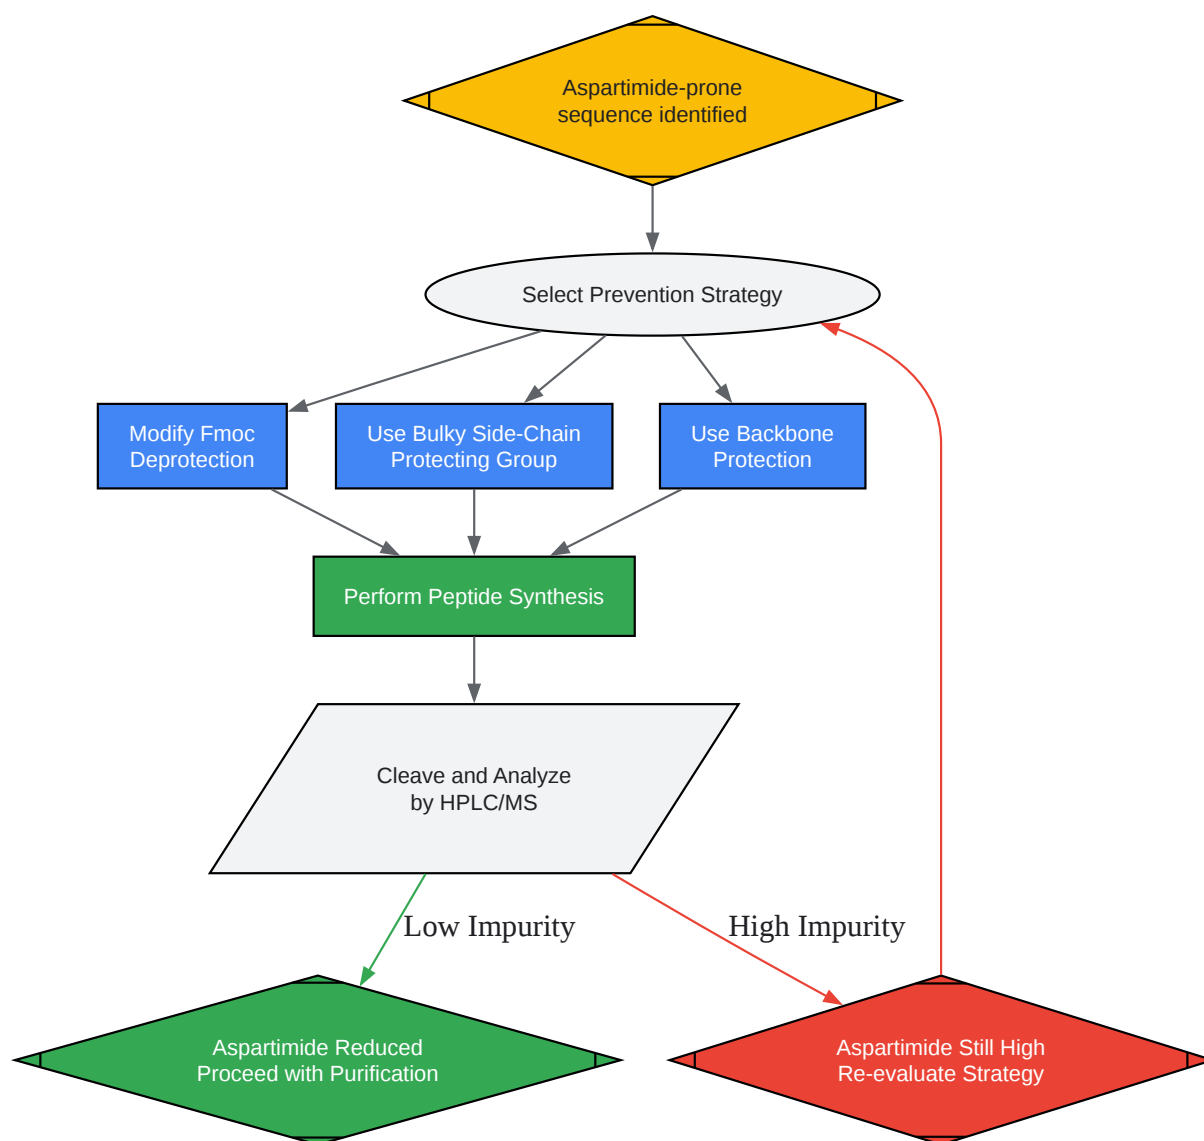 Aspartimide-prone
sequence identified
Select Prevention Strategy
Modify Fmoc
Deprotection
Use Bulky Side-Chain
Protecting Group
Use Backbone
Protection
Perform Peptide Synthesis
Cleave and Analyze
by HPLC/MS
Low Impurity
High Impurity
Aspartimide Reduced
Proceed with Purification
Aspartimide Still High
Re-evaluate Strategy